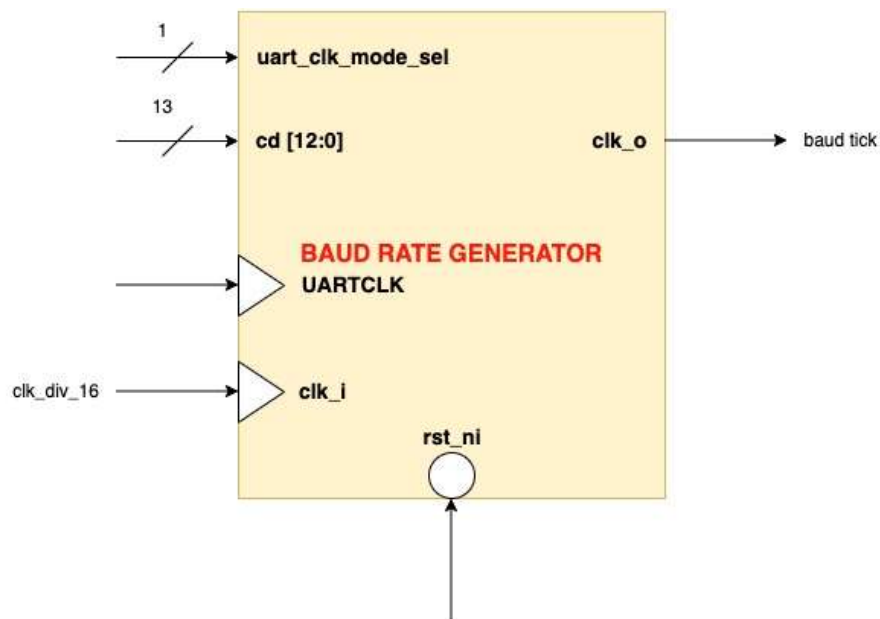 1
uart_clk_mode_sel
13
cd [12:0]
clk_o
baud tick
BAUD RATE GENERATOR
UARTCLK
clk_div_16
clk_i
rst_ni